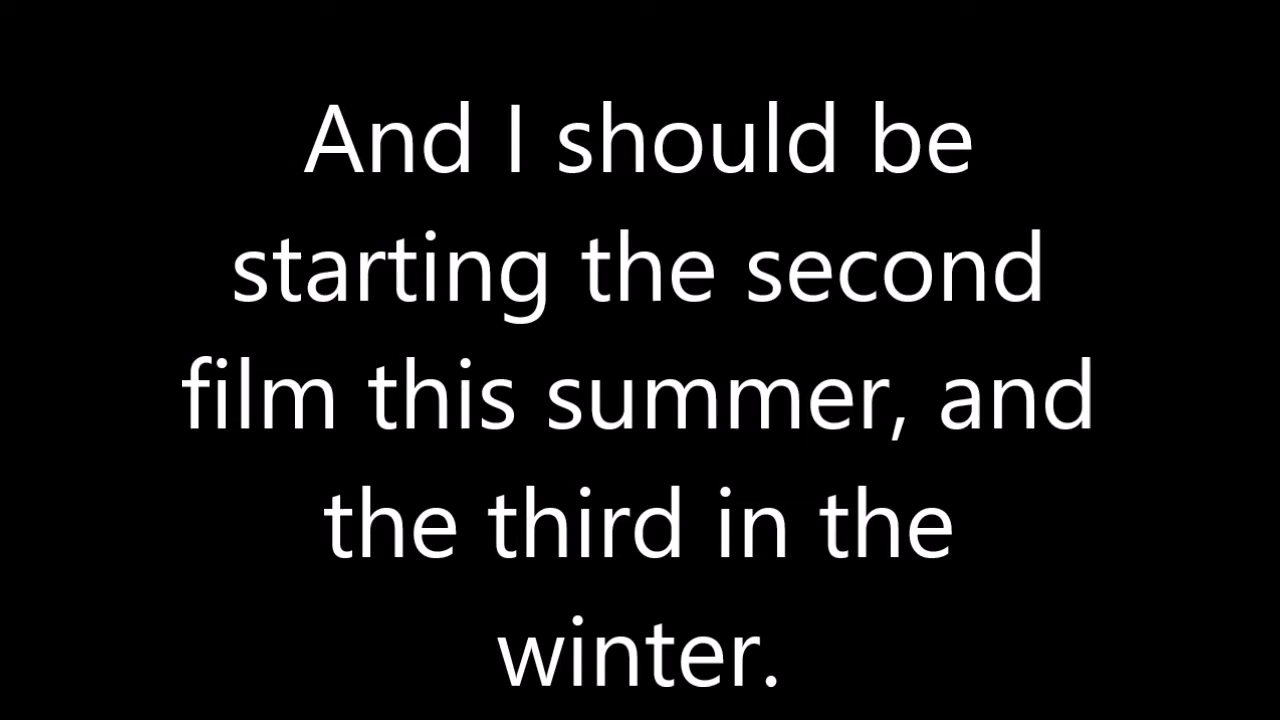 And I should be
starting the second
film this summer, and
the third in the
winter.